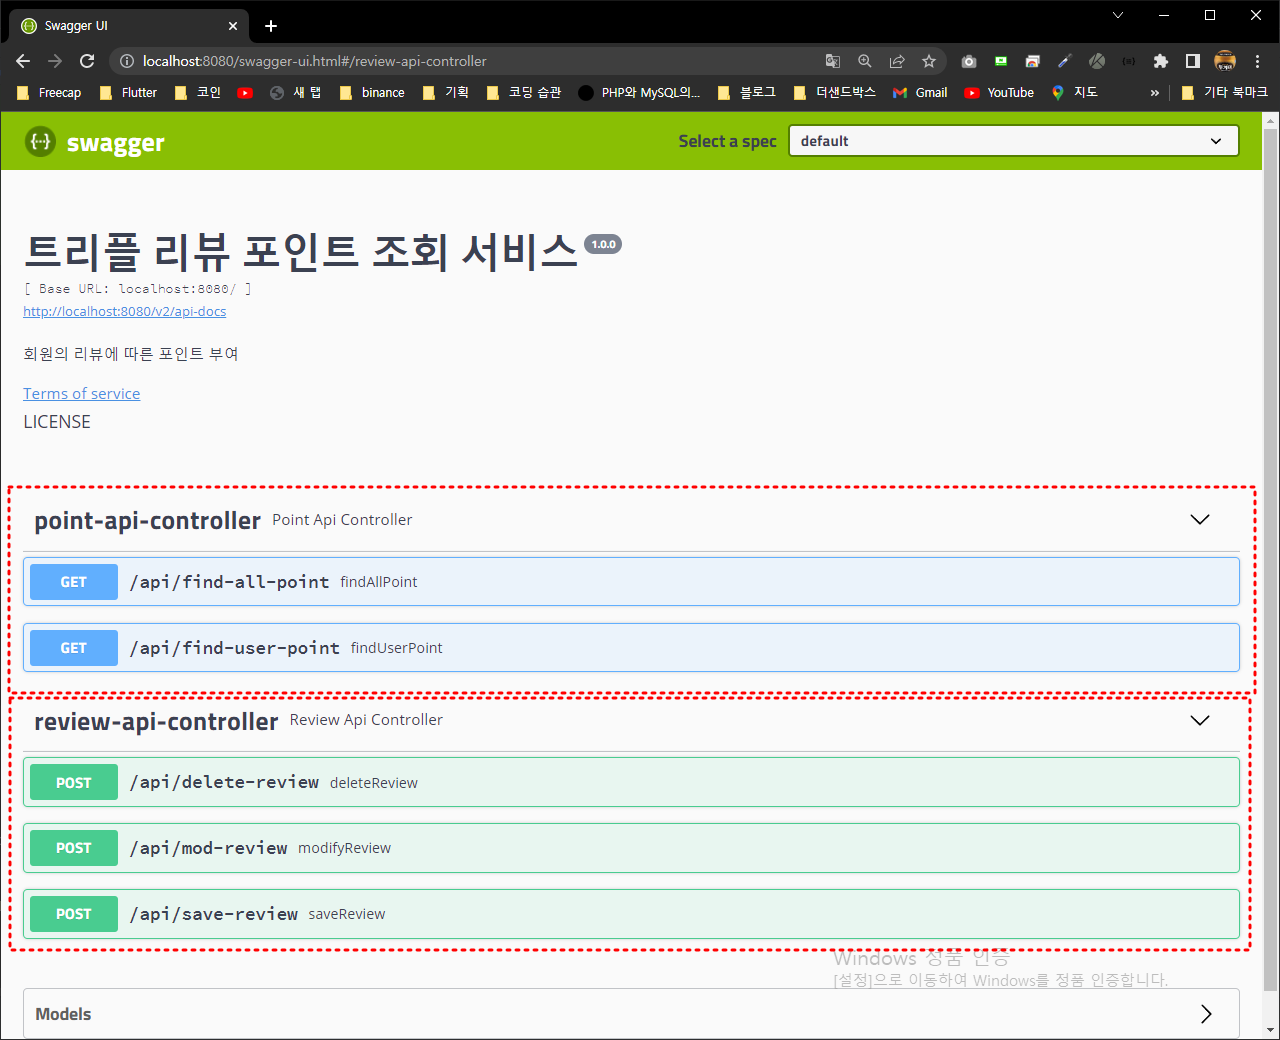 Swagger UI
localhost:8080/swagger-ui.html#/review-api-controller
Freecap Flutter 코인 새 탭 binance 기획 코딩 습관 PHP와 MySQL의... 블로그 더샌드박스 Gmail YouTube 지도 » 기타 북마크
swagger Select a spec default
트리플 리뷰 포인트 조회 서비스 1.0.0
[ Base URL: localhost:8080/ ]
http://localhost:8080/v2/api-docs
회원의 리뷰에 따른 포인트 부여
Terms of service
LICENSE
point-api-controller Point Api Controller
GET /api/find-all-point findAllPoint
GET /api/find-user-point findUserPoint
review-api-controller Review Api Controller
POST /api/delete-review deleteReview
POST /api/mod-review modifyReview
POST /api/save-review saveReview
Windows 정품 인증
[설정]으로 이동하여 Windows를 정품 인증합니다.
Models